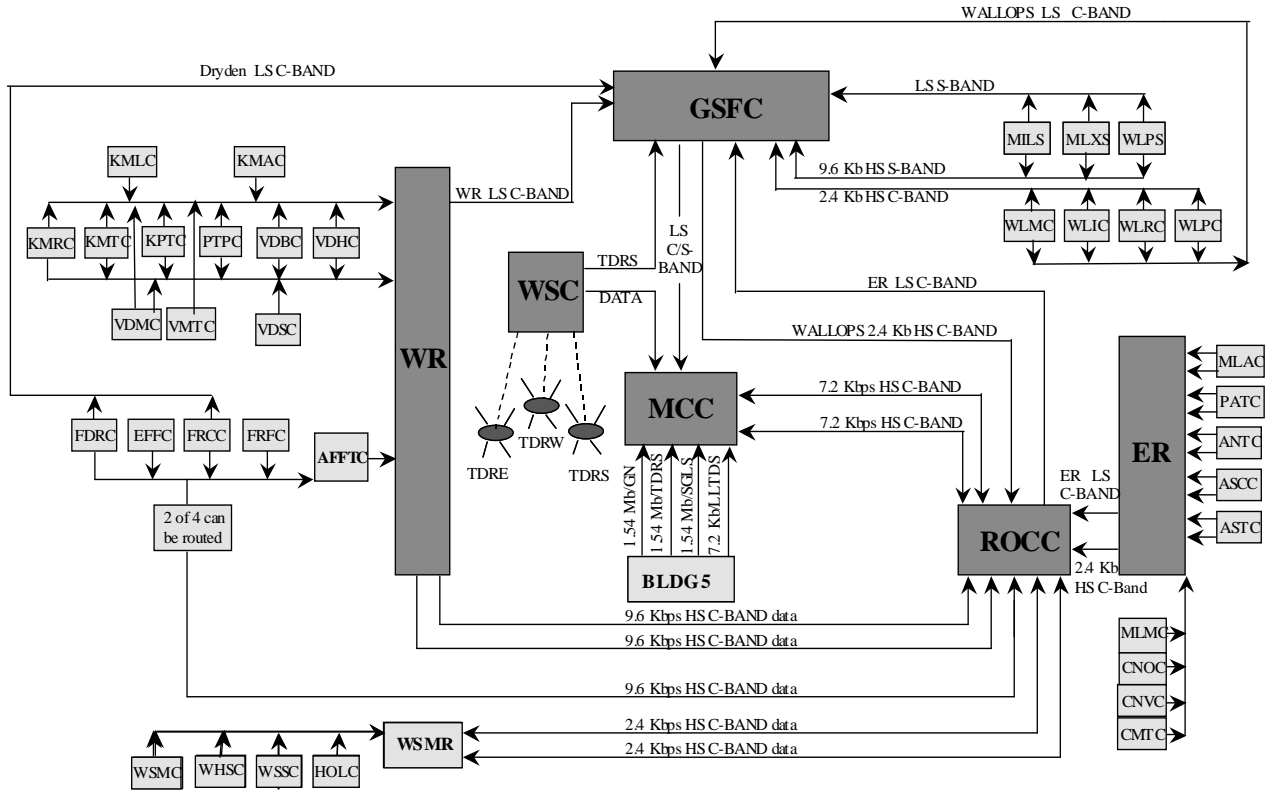 WALLOPS LS C-BAND
Dryden LS C-BAND
GSFC
LS S-BAND
MILS
MLXS
WLPS
KMLC
KMAC
9.6 Kb HS S-BAND
2.4 Kb HS C-BAND
WR LS C-BAND
KMRC
KMTC
KPTC
PTPC
VDBC
VDHC
WLMC
WLIC
WLRC
WLPC
LS
C/S-
BAND
TDRS
WSC
DATA
ER LS C-BAND
VDMC
VMTC
VDSC
WALLOPS 2.4 Kb HS C-BAND
WR
MLAC
7.2 Kbps HS C-BAND
MCC
PATC
7.2 Kbps HS C-BAND
FDRC
EFFC
FRCC
FRFC
AFFTC
TDRE
TDRW
TDRS
ANTC
ER
ER LS
C-BAND
ASCC
1.54 Mb/GN
1.54 Mb/TDRS
1.54 Mb/SGLS
7.2 Kb/LLTDS
2 of 4 can
be routed
ROCC
ASTC
2.4 Kb
HS C-Band
BLDG 5
9.6 Kbps HS C-BAND data
9.6 Kbps HS C-BAND data
MLMC
CNOC
9.6 Kbps HS C-BAND data
CNVC
2.4 Kbps HS C-BAND data
CMTC
WSMR
2.4 Kbps HS C-BAND data
WSMC
WHSC
WSSC
HOLC